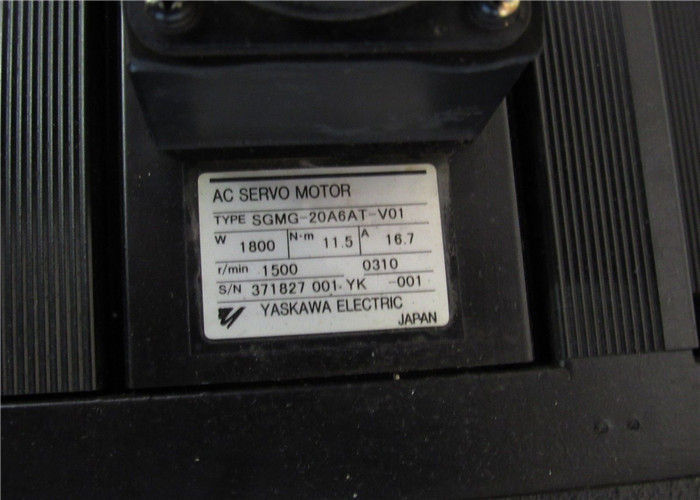 AC SERVO MOTOR
TYPE SGMG-20A6AT-V01
W 1800 N-m 11.5 A 16.7
r/min 1500 0310
S/N 371827 001 YK -001
YASKAWA ELECTRIC
JAPAN